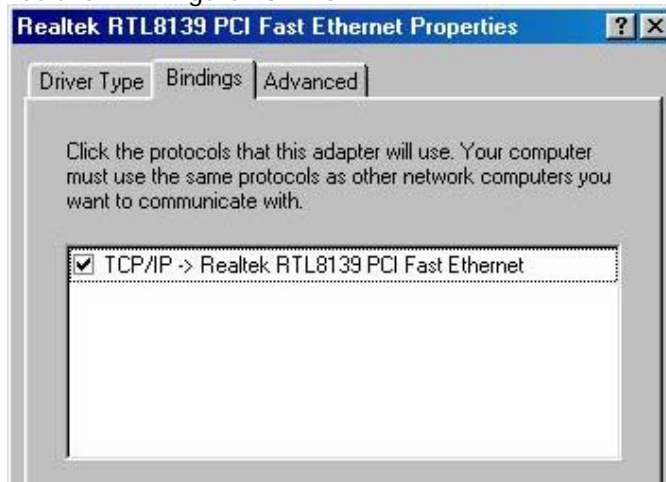 Realtek RTL8139 PCI Fast Ethernet Properties
Driver Type Bindings Advanced
Click the protocols that this adapter will use. Your computer
must use the same protocols as other network computers you
want to communicate with.
TCP/IP -> Realtek RTL8139 PCI Fast Ethernet